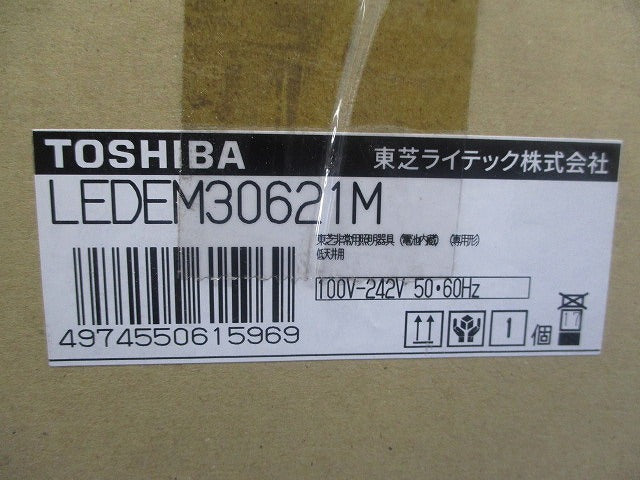 TOSHIBA 東芝ライテック株式会社
LEDEM30621M
東芝非常用照明器具(電池内蔵)(専用形)
低天井用
100V-242V 50・60Hz
4974550615969
1個
17